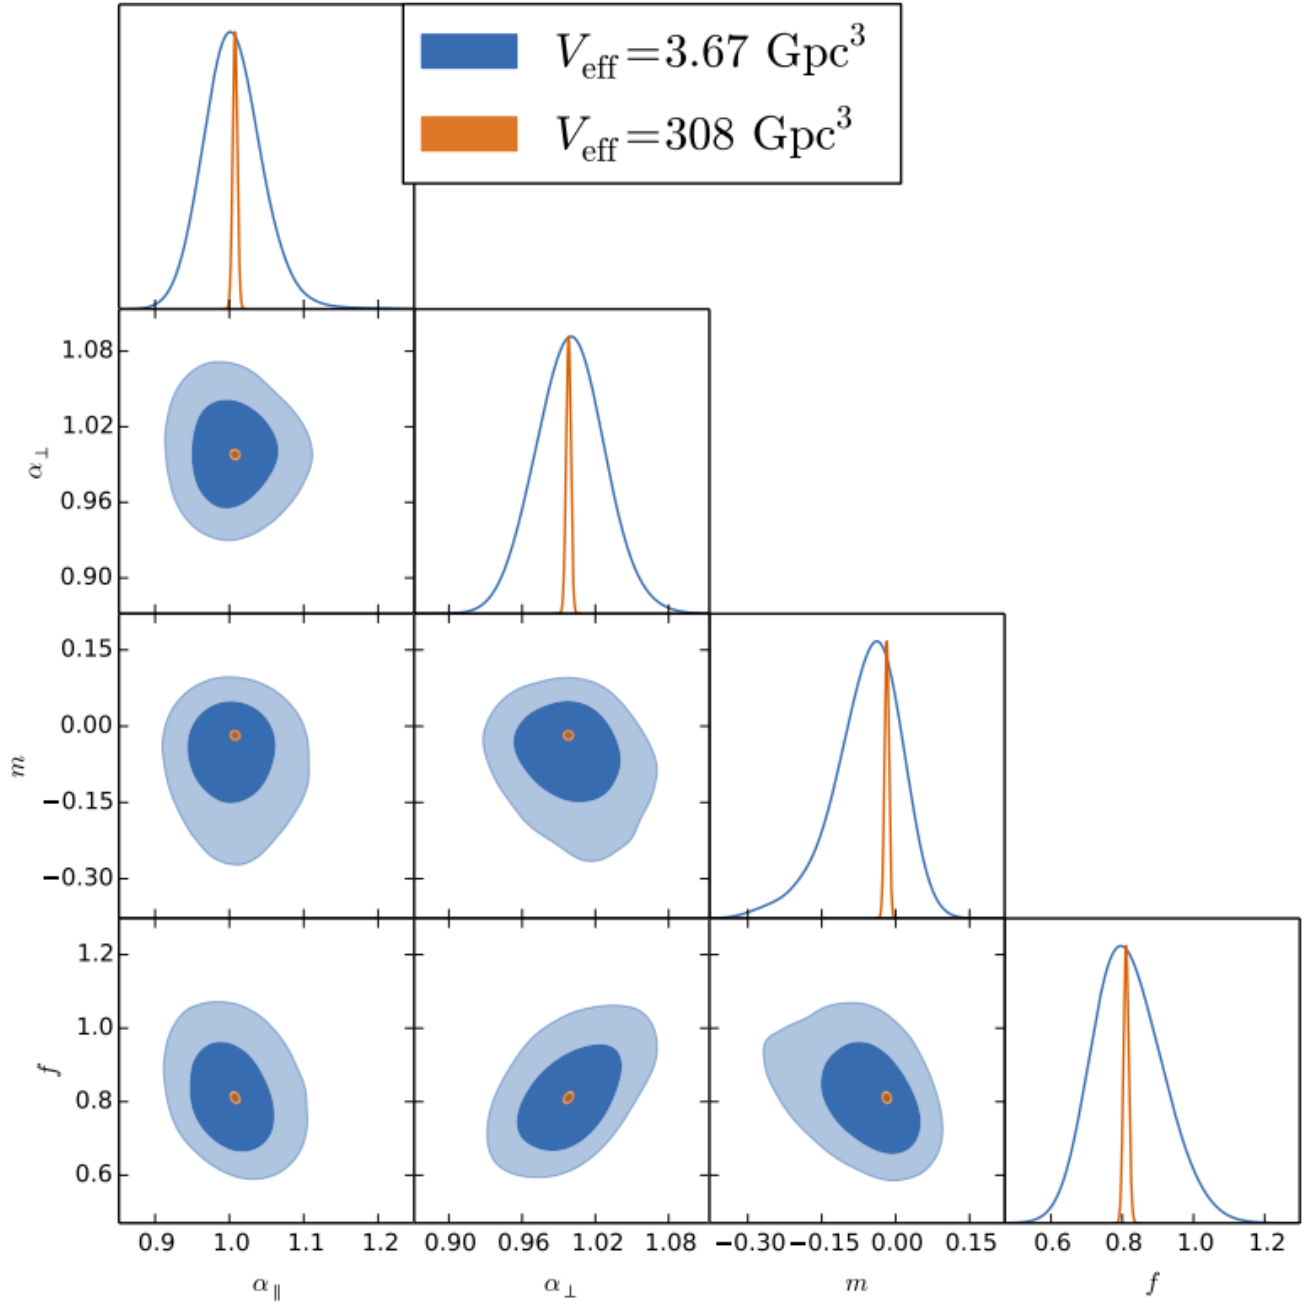 V_eff=3.67 Gpc³
V_eff=308 Gpc³
1.08
1.02
0.96
0.90
α⊥
0.15
0.00
−0.15
−0.30
m
1.2
1.0
0.8
0.6
f
0.9 1.0 1.1 1.2 0.90 0.96 1.02 1.08 −0.30 −0.15 0.00 0.15 0.6 0.8 1.0 1.2
α∥ α⊥ m f